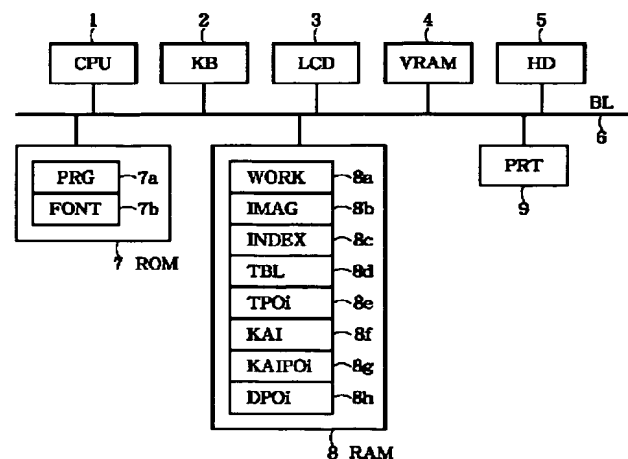 1 2 3 4 5
CPU KB LCD VRAM HD
BL
6
PRG 7a
FONT 7b
7 ROM
WORK 8a
IMAG 8b
INDEX 8c
TBL 8d
TPOi 8e
KAI 8f
KAIPOi 8g
DPOi 8h
8 RAM
PRT
9